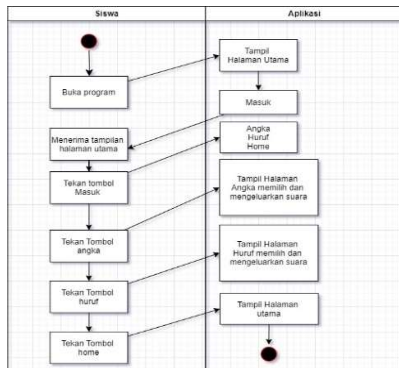 Siswa
Aplikasi
Tampil
Halaman Utama
Buka program
Masuk
Menerima tampilan
halaman utama
Angka
Huruf
Home
Tekan tombol
Masuk
Tampil Halaman
Angka memilih dan
mengeluarkan suara
Tekan Tombol
angka
Tampil Halaman
Huruf memilih dan
mengeluarkan suara
Tekan Tombol
huruf
Tampil Halaman
utama
Tekan Tombol
home